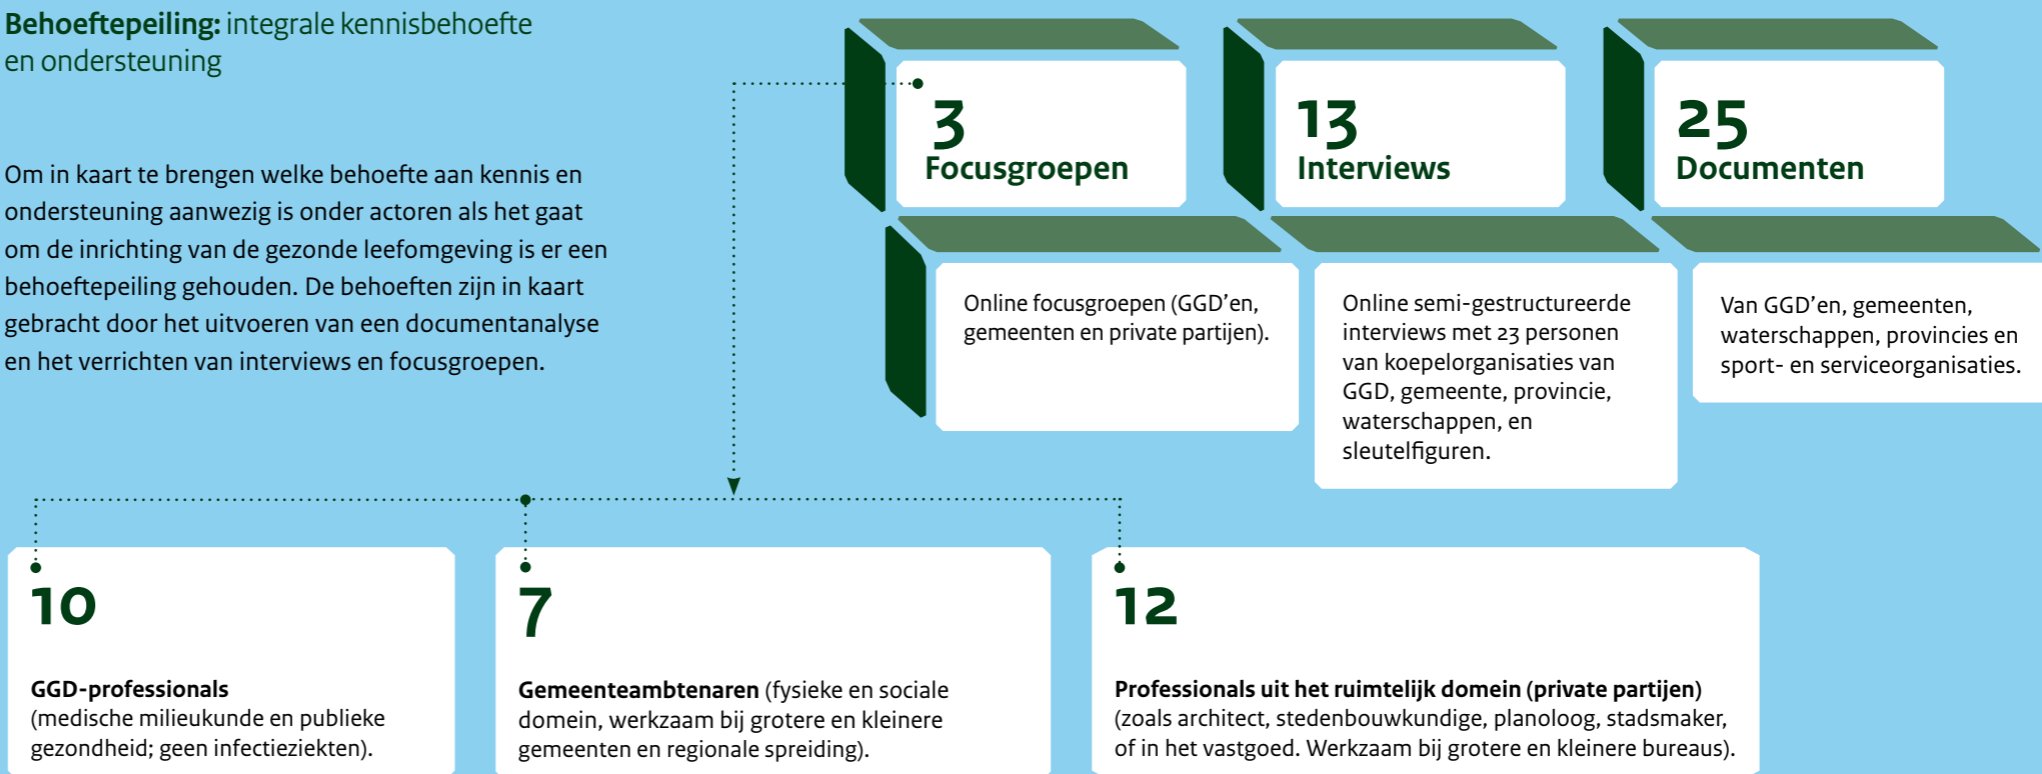 Behoeftepeiling: integrale kennisbehoefte
en ondersteuning
Om in kaart te brengen welke behoefte aan kennis en
ondersteuning aanwezig is onder actoren als het gaat
om de inrichting van de gezonde leefomgeving is er een
behoeftepeiling gehouden. De behoeften zijn in kaart
gebracht door het uitvoeren van een documentanalyse
en het verrichten van interviews en focusgroepen.
3
Focusgroepen
Online focusgroepen (GGD’en,
gemeenten en private partijen).
13
Interviews
Online semi-gestructureerde
interviews met 23 personen
van koepelorganisaties van
GGD, gemeente, provincie,
waterschappen, en
sleutelfiguren.
25
Documenten
Van GGD’en, gemeenten,
waterschappen, provincies en
sport- en serviceorganisaties.
10
GGD-professionals
(medische milieukunde en publieke
gezondheid; geen infectieziekten).
7
Gemeenteambtenaren (fysieke en sociale
domein, werkzaam bij grotere en kleinere
gemeenten en regionale spreiding).
12
Professionals uit het ruimtelijk domein (private partijen)
(zoals architect, stedenbouwkundige, planoloog, stadsmaker,
of in het vastgoed. Werkzaam bij grotere en kleinere bureaus).